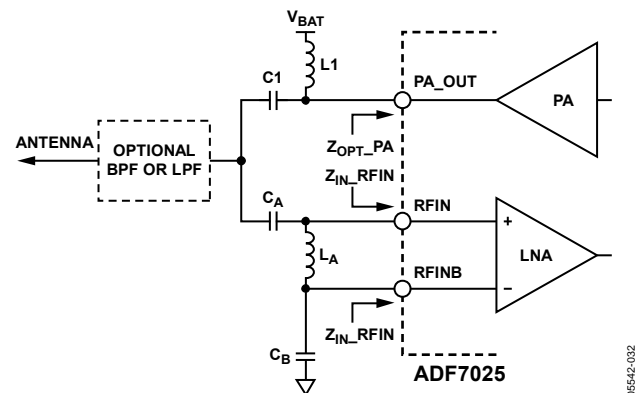 VBAT
L1
C1
PA_OUT
PA
ZOPT_PA
ANTENNA
OPTIONAL
BPF OR LPF
ZIN_RFIN
CA
RFIN
+
LA
LNA
RFINB
−
ZIN_RFIN
CB
ADF7025
05542-032